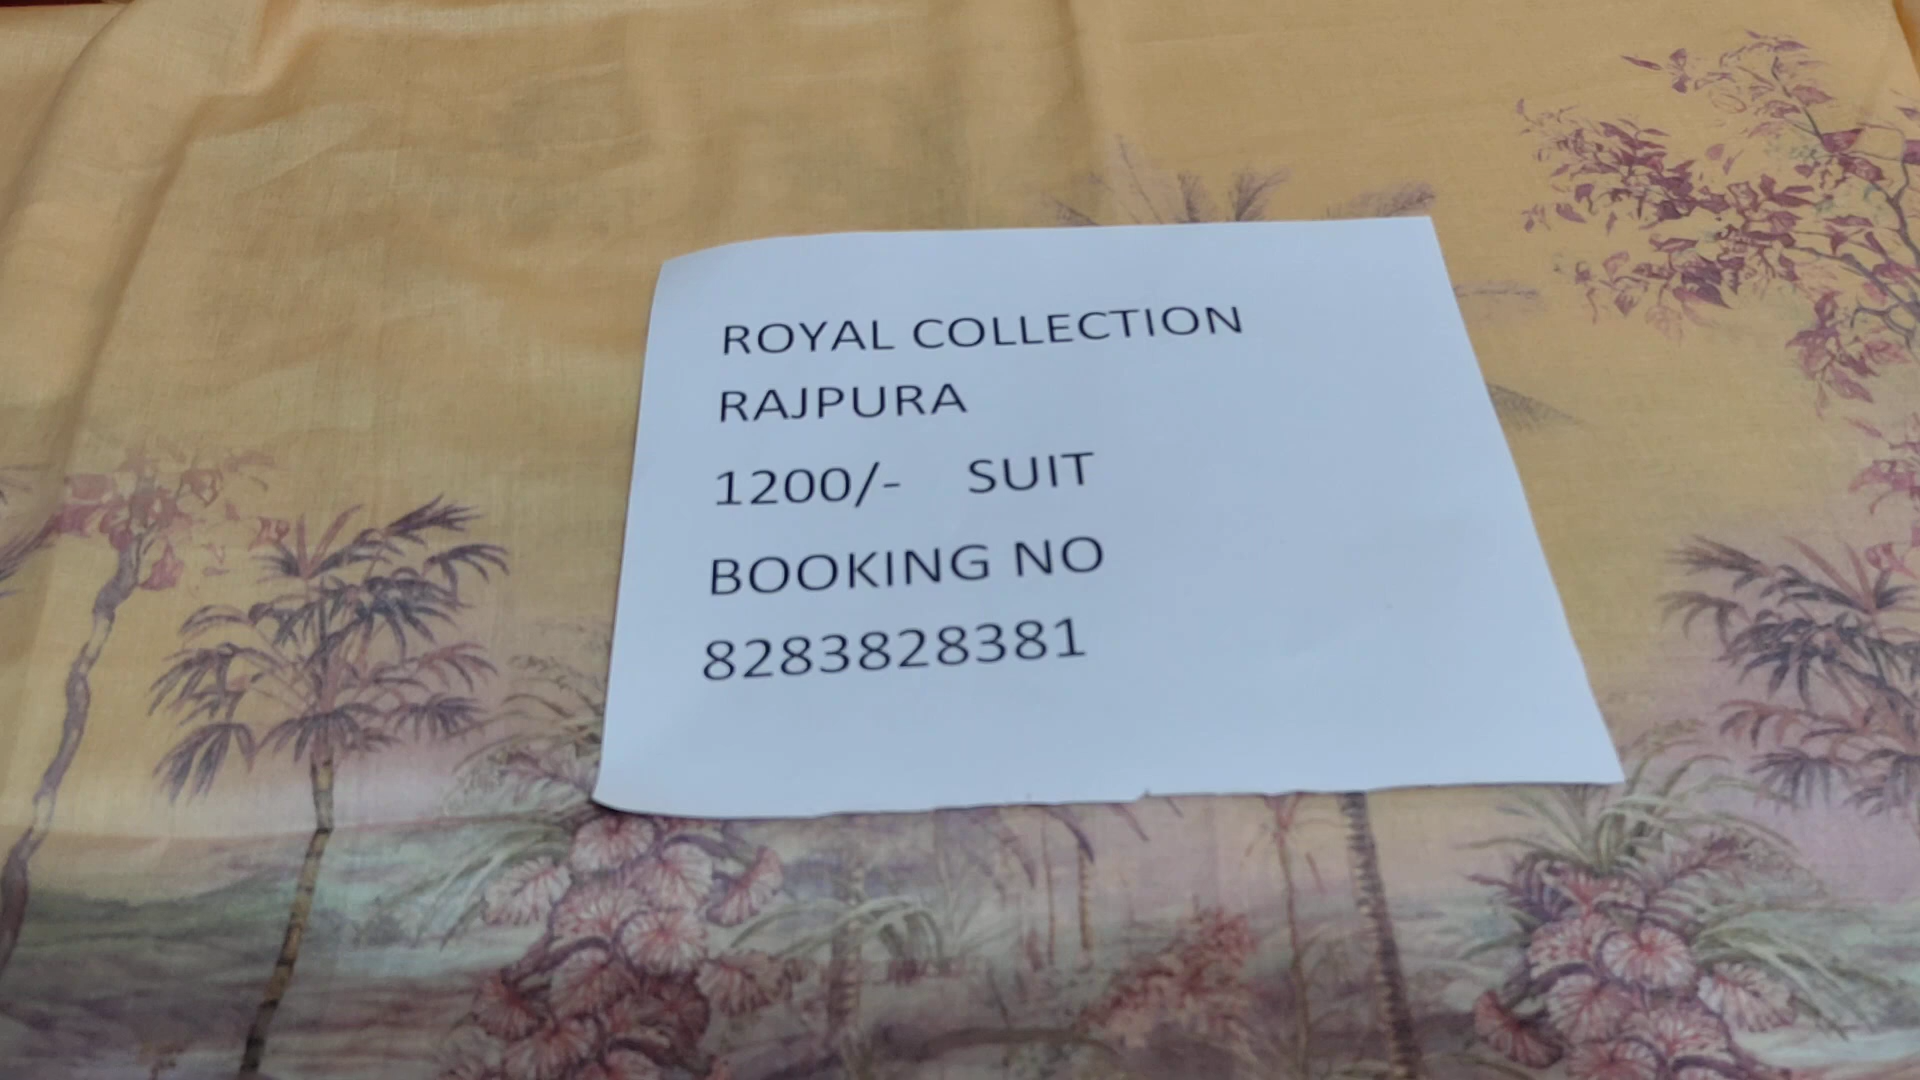 ROYAL COLLECTION
RAJPURA
1200/- SUIT
BOOKING NO
8283828381